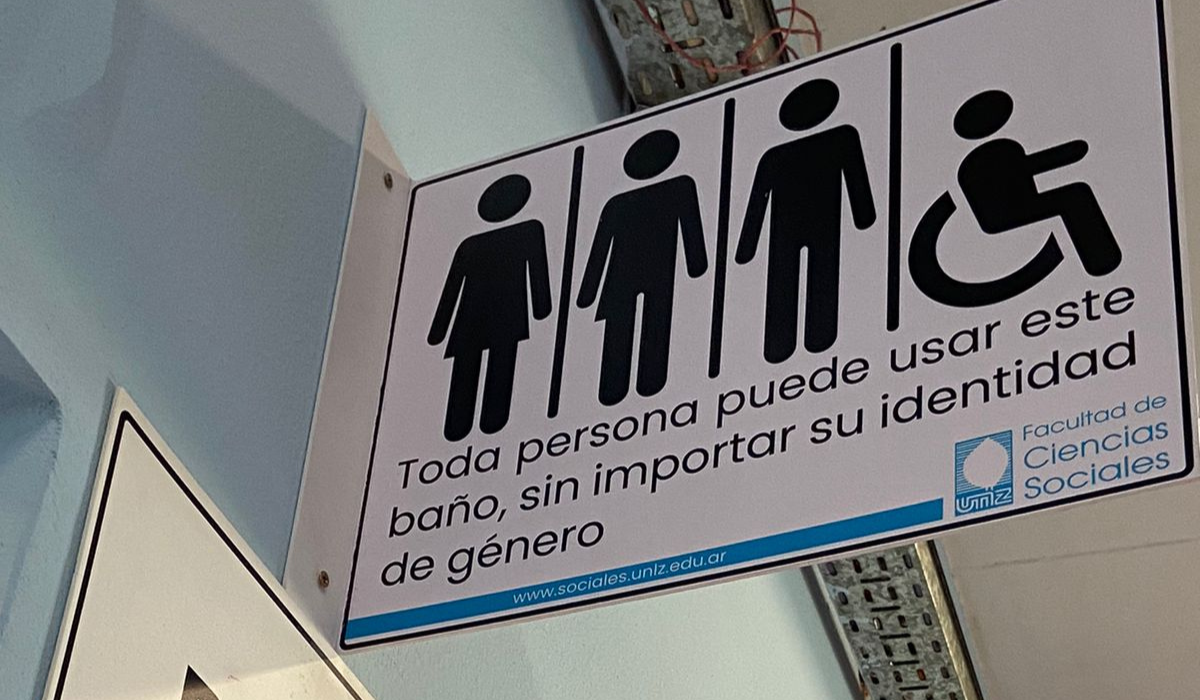 Toda persona puede usar este
baño, sin importar su identidad
de género
Facultad de
Ciencias
Sociales
unlz
www.sociales.unlz.edu.ar